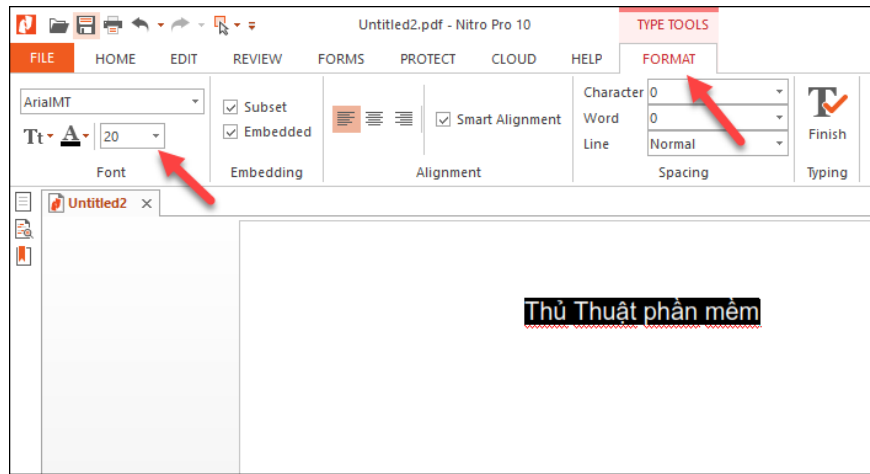 Untitled2.pdf - Nitro Pro 10
TYPE TOOLS
FILE HOME EDIT REVIEW FORMS PROTECT CLOUD HELP FORMAT
ArialMT
Subset
Smart Alignment
Character 0
Tt A 20
Embedded
Word 0
Line Normal
Finish
Font Embedding Alignment Spacing Typing
Untitled2
Thủ Thuật phần mềm